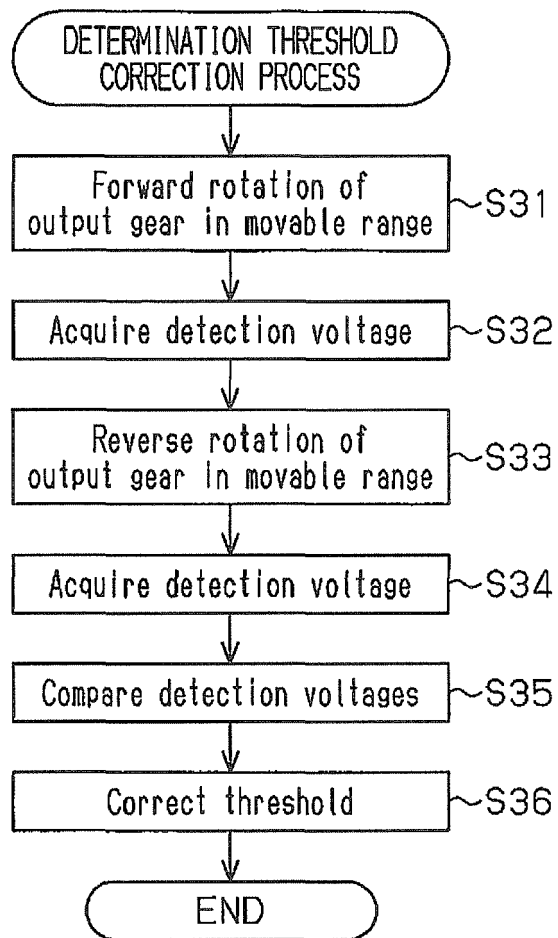 DETERMINATION THRESHOLD
CORRECTION PROCESS
Forward rotation of
output gear in movable range
S31
Acquire detection voltage
S32
Reverse rotation of
output gear in movable range
S33
Acquire detection voltage
S34
Compare detection voltages
S35
Correct threshold
S36
END